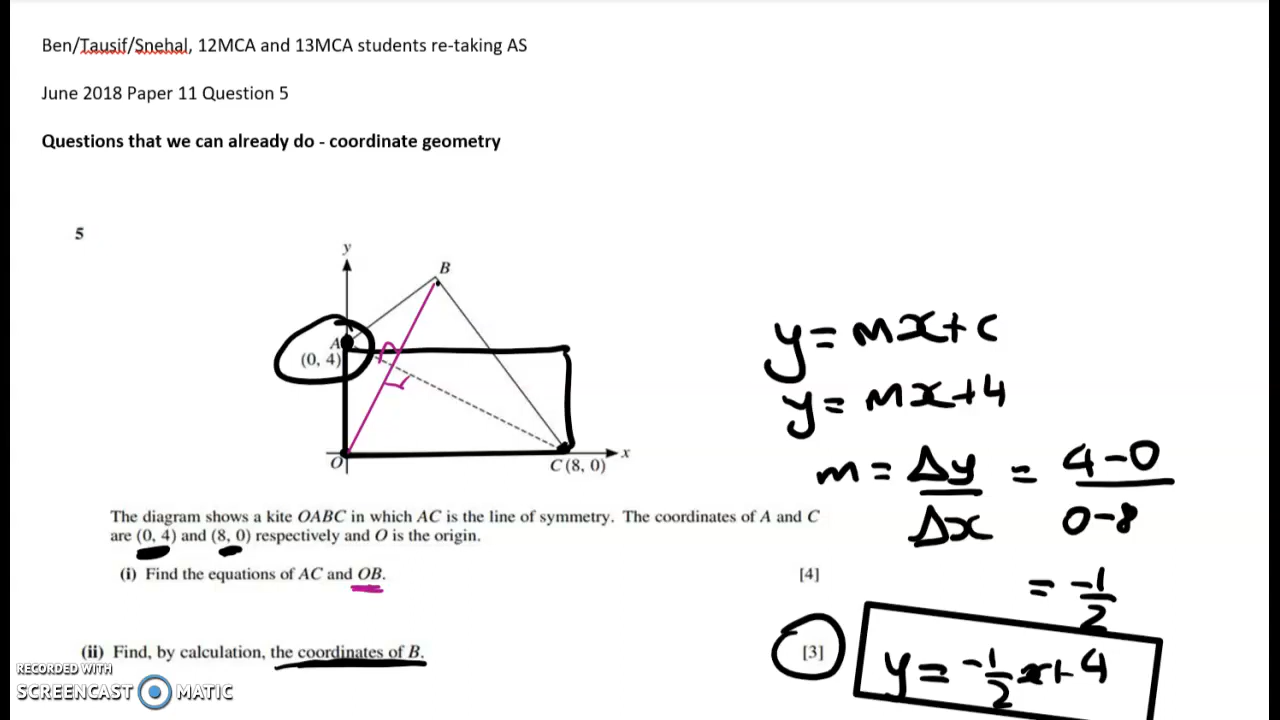 Ben/Tausif/Snehal, 12MCA and 13MCA students re-taking AS
June 2018 Paper 11 Question 5
Questions that we can already do - coordinate geometry
5
y
B
A
(0, 4)
O
C (8, 0)
x
The diagram shows a kite OABC in which AC is the line of symmetry. The coordinates of A and C
are (0, 4) and (8, 0) respectively and O is the origin.
(i) Find the equations of AC and OB. [4]
(ii) Find, by calculation, the coordinates of B. [3]
y = mx + c
y = mx + 4
m = Δy/Δx = 4-0/0-8
= -1/2
y = -1/2 x + 4
RECORDED WITH
SCREENCAST MATIC